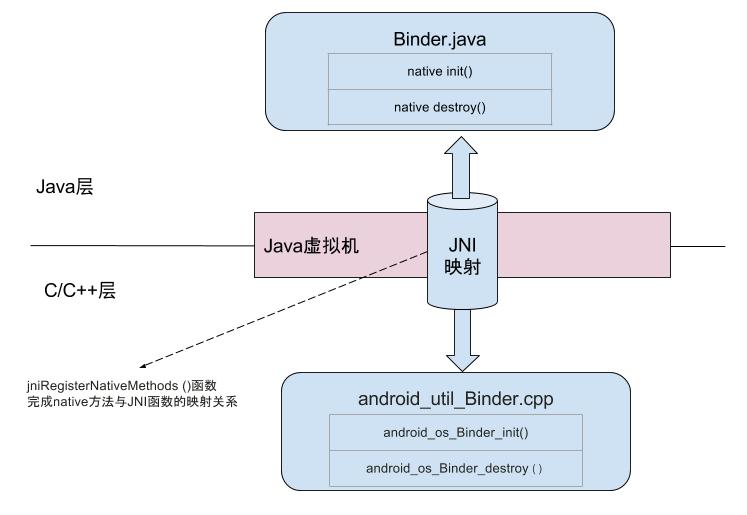 Binder.java
native init()
native destroy()
Java层
Java虚拟机
JNI
映射
C/C++层
jniRegisterNativeMethods ()函数
完成native方法与JNI函数的映射关系
android_util_Binder.cpp
android_os_Binder_init()
android_os_Binder_destroy ( )